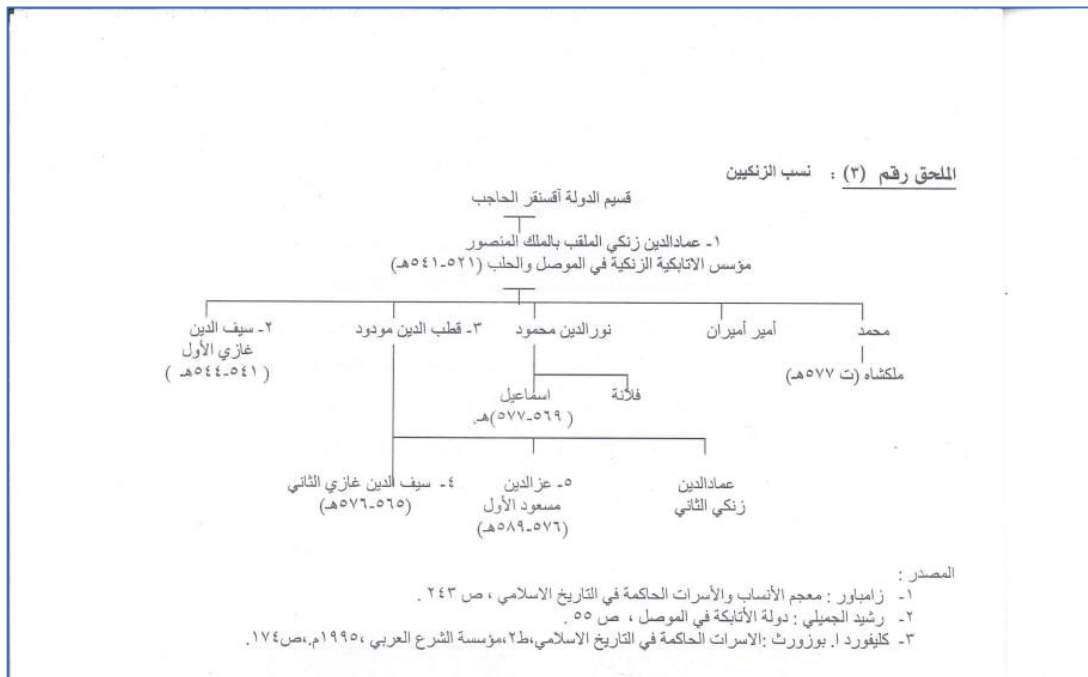 الملحق رقم (٣) : نسب الزنكيين
قسيم الدولة آقسنقر الحاجب
١- عمادالدين زنكي الملقب بالملك المنصور
مؤسس الاتابكية الزنكية في الموصل والحلب (٥٢١-٥٤١هـ)
محمد
أمير أميران
نورالدين محمود
٣- قطب الدين مودود
٢- سيف الدين
غازي الأول
(٥٤١-٥٤٤هـ )
ملكشاه (ت ٥٧٧هـ)
فلانة
اسماعيل
(٥٦٩-٥٧٧)هـ.
عمادالدين
زنكي الثاني
٥- عزالدين
مسعود الأول
(٥٧٦-٥٨٩هـ)
٤- سيف الدين غازي الثاني
(٥٦٥-٥٧٦هـ)
المصدر :
١- زامباور : معجم الأنساب والأسرات الحاكمة في التاريخ الاسلامي ، ص ٢٤٣ .
٢- رشيد الجميلي : دولة الأتابكة في الموصل ، ص ٥٥ .
٣- كليفورد ا. بوزورث :الاسرات الحاكمة في التاريخ الاسلامي،ط٢،مؤسسة الشرع العربي ،١٩٩٥م.،ص١٧٤.